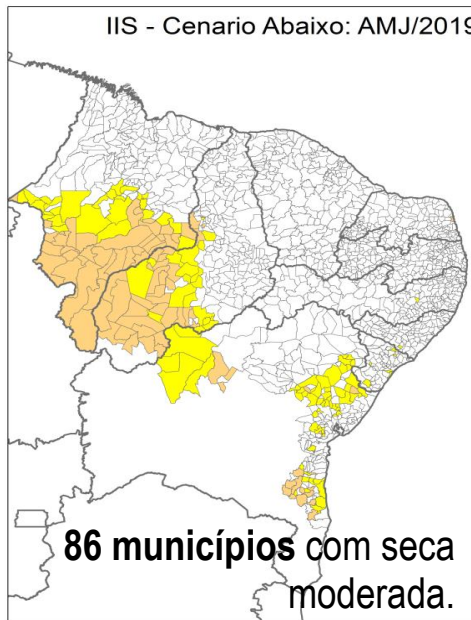 IIS - Cenario Abaixo: AMJ/2019
86 municípios com seca
moderada.